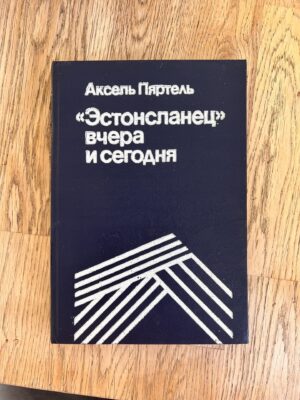 Аксель Пяртель
«Эстонсланец»
вчера
и сегодня